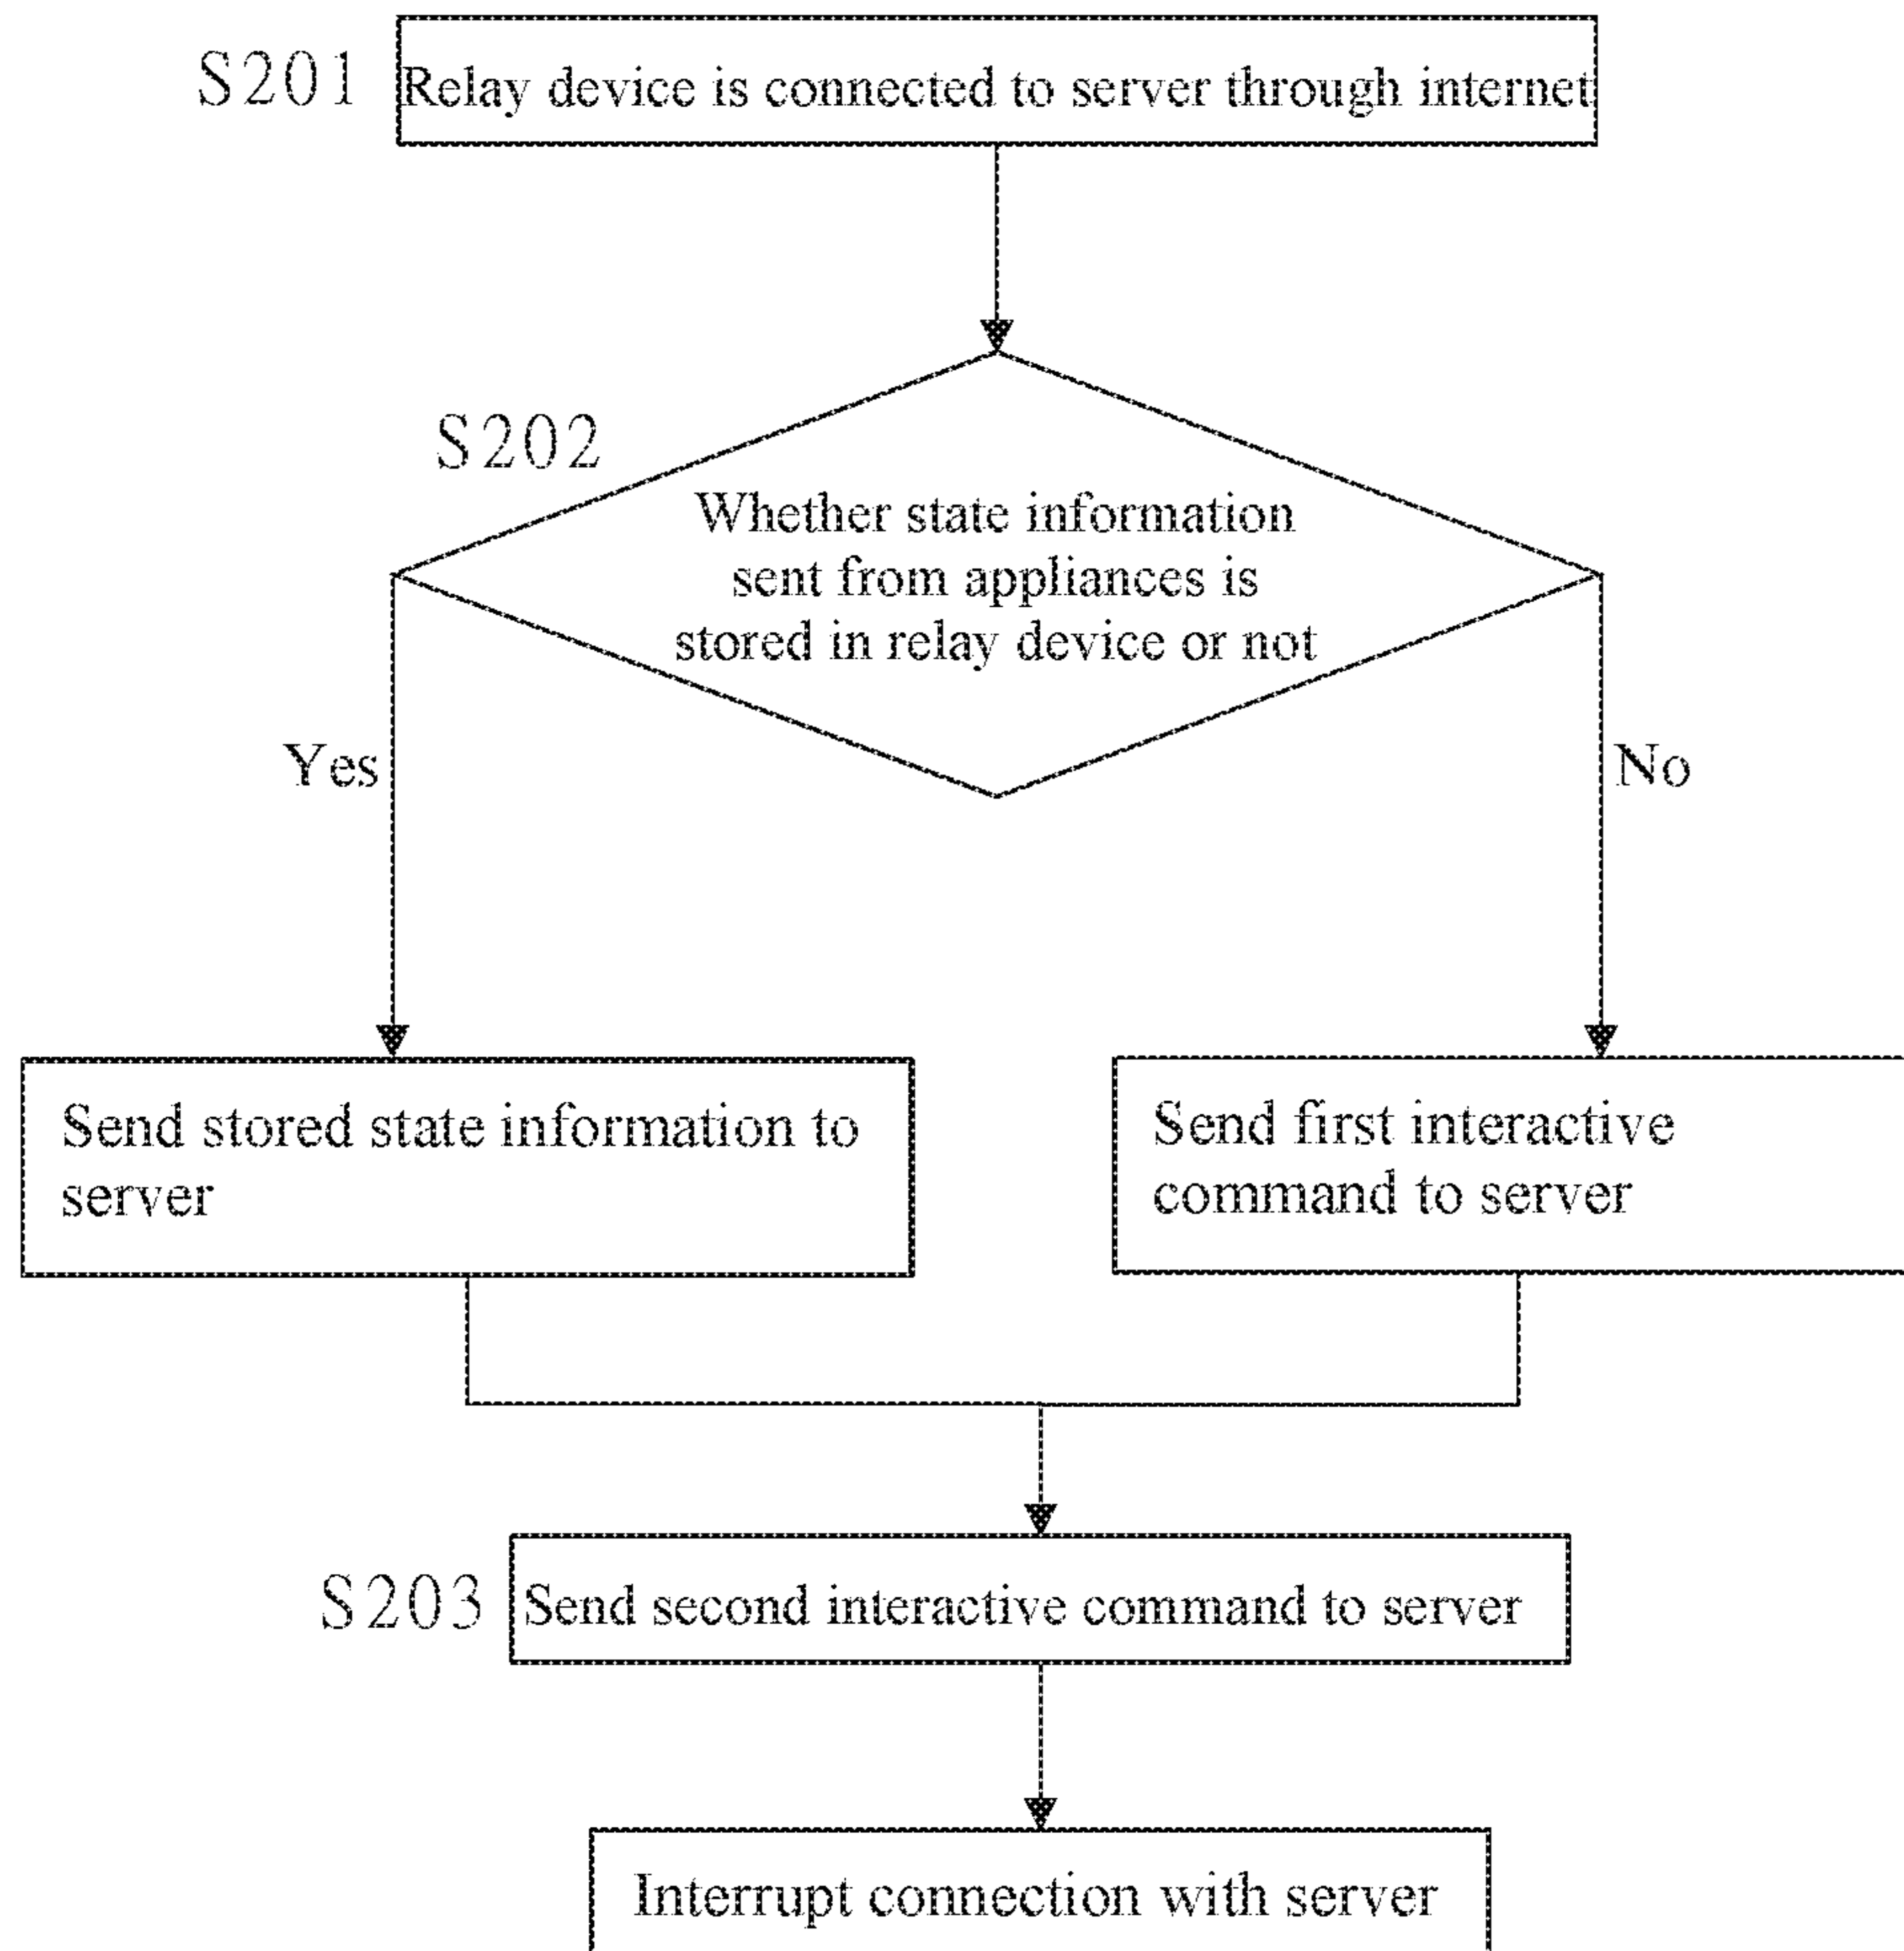 S201
Relay device is connected to server through internet
S202
Whether state information
sent from appliances is
stored in relay device or not
Yes
No
Send stored state information to
server
Send first interactive
command to server
S203
Send second interactive command to server
Interrupt connection with server